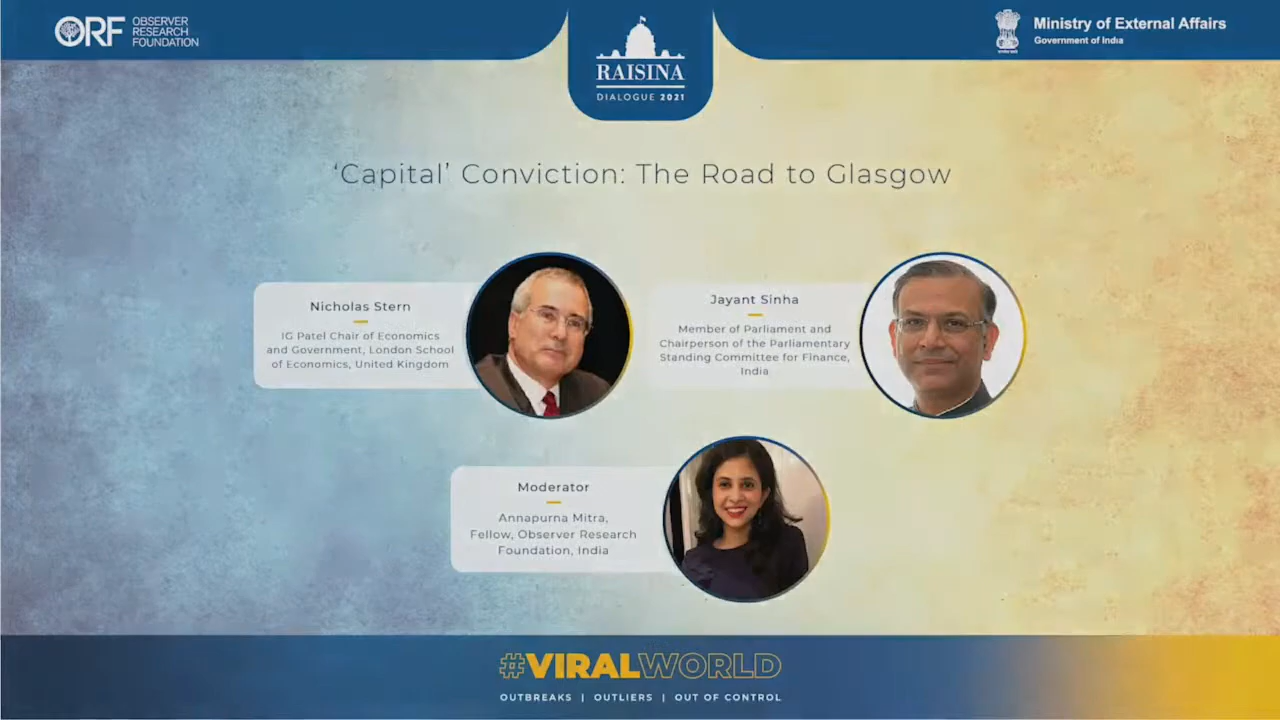 ORF OBSERVER
RESEARCH
FOUNDATION
RAISINA
DIALOGUE 2021
Ministry of External Affairs
Government of India
‘Capital’ Conviction: The Road to Glasgow
Nicholas Stern
IG Patel Chair of Economics
and Government, London School
of Economics, United Kingdom
Jayant Sinha
Member of Parliament and
Chairperson of the Parliamentary
Standing Committee for Finance,
India
Moderator
Annapurna Mitra,
Fellow, Observer Research
Foundation, India
#VIRALWORLD
OUTBREAKS | OUTLIERS | OUT OF CONTROL